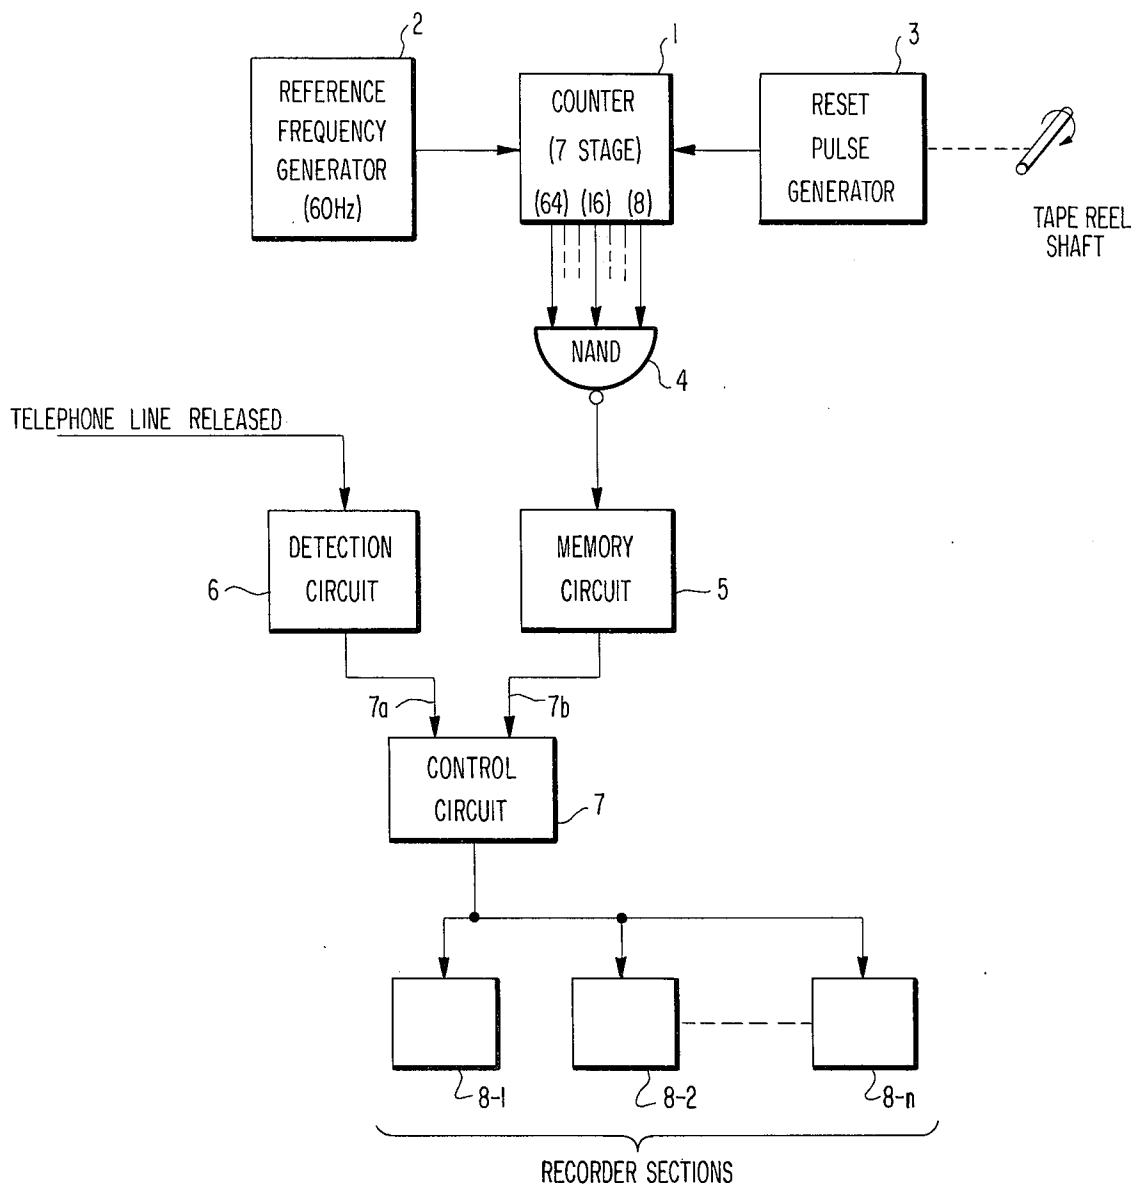 2
1
3
REFERENCE
FREQUENCY
GENERATOR
(60Hz)
COUNTER
(7 STAGE)
(64) (16) (8)
RESET
PULSE
GENERATOR
TAPE REEL
SHAFT
NAND
4
TELEPHONE LINE RELEASED
DETECTION
CIRCUIT
6
MEMORY
CIRCUIT
5
7a
7b
CONTROL
CIRCUIT
7
8-1
8-2
8-n
RECORDER SECTIONS